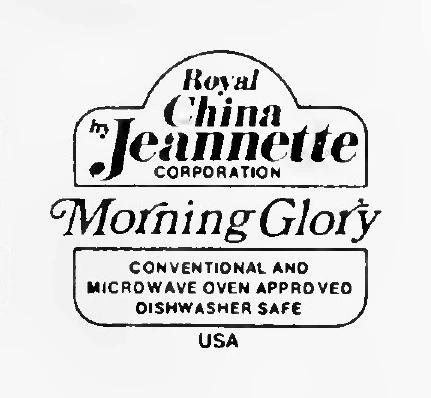 Royal
China
by Jeannette
CORPORATION
Morning Glory
CONVENTIONAL AND
MICROWAVE OVEN APPROVED
DISHWASHER SAFE
USA